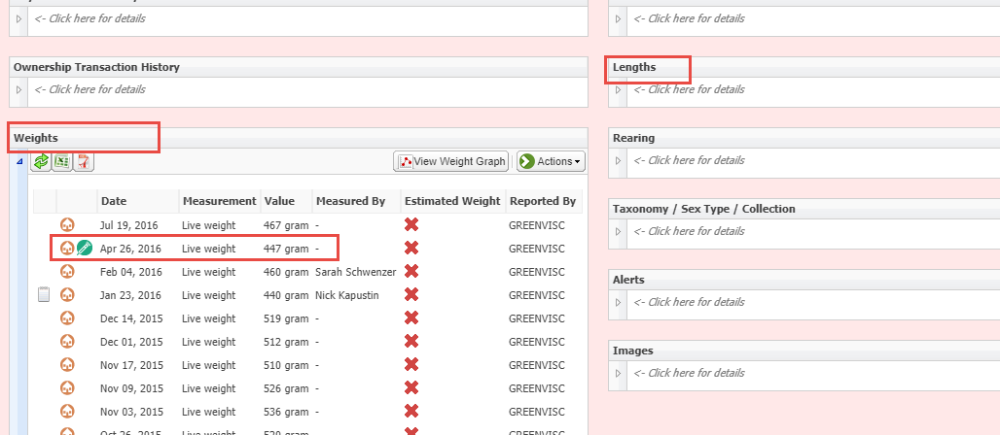 <- Click here for details
Ownership Transaction History
<- Click here for details
Weights
View Weight Graph
Actions
Date Measurement Value Measured By Estimated Weight Reported By
Jul 19, 2016 Live weight 467 gram - GREENVISC
Apr 26, 2016 Live weight 447 gram - GREENVISC
Feb 04, 2016 Live weight 460 gram Sarah Schwenzer GREENVISC
Jan 23, 2016 Live weight 440 gram Nick Kapustin GREENVISC
Dec 14, 2015 Live weight 519 gram - GREENVISC
Dec 01, 2015 Live weight 512 gram - GREENVISC
Nov 17, 2015 Live weight 510 gram - GREENVISC
Nov 09, 2015 Live weight 526 gram - GREENVISC
Nov 03, 2015 Live weight 536 gram - GREENVISC
Oct 26, 2015 Live weight 529 gram - GREENVISC
<- Click here for details
Lengths
<- Click here for details
Rearing
<- Click here for details
Taxonomy / Sex Type / Collection
<- Click here for details
Alerts
<- Click here for details
Images
<- Click here for details